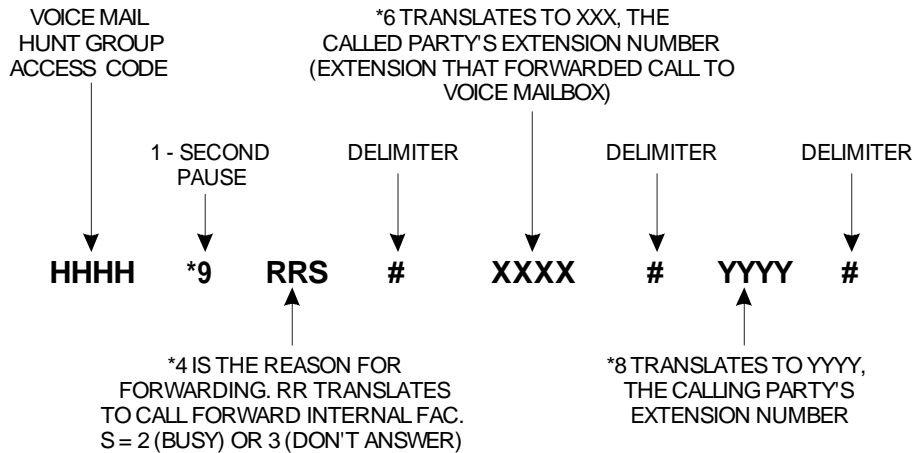 VOICE MAIL
HUNT GROUP
ACCESS CODE
*6 TRANSLATES TO XXX, THE
CALLED PARTY'S EXTENSION NUMBER
(EXTENSION THAT FORWARDED CALL TO
VOICE MAILBOX)
1 - SECOND
PAUSE
DELIMITER
DELIMITER
DELIMITER
HHHH *9 RRS # XXXX # YYYY #
*4 IS THE REASON FOR
FORWARDING. RR TRANSLATES
TO CALL FORWARD INTERNAL FAC.
S = 2 (BUSY) OR 3 (DON'T ANSWER)
*8 TRANSLATES TO YYYY,
THE CALLING PARTY'S
EXTENSION NUMBER